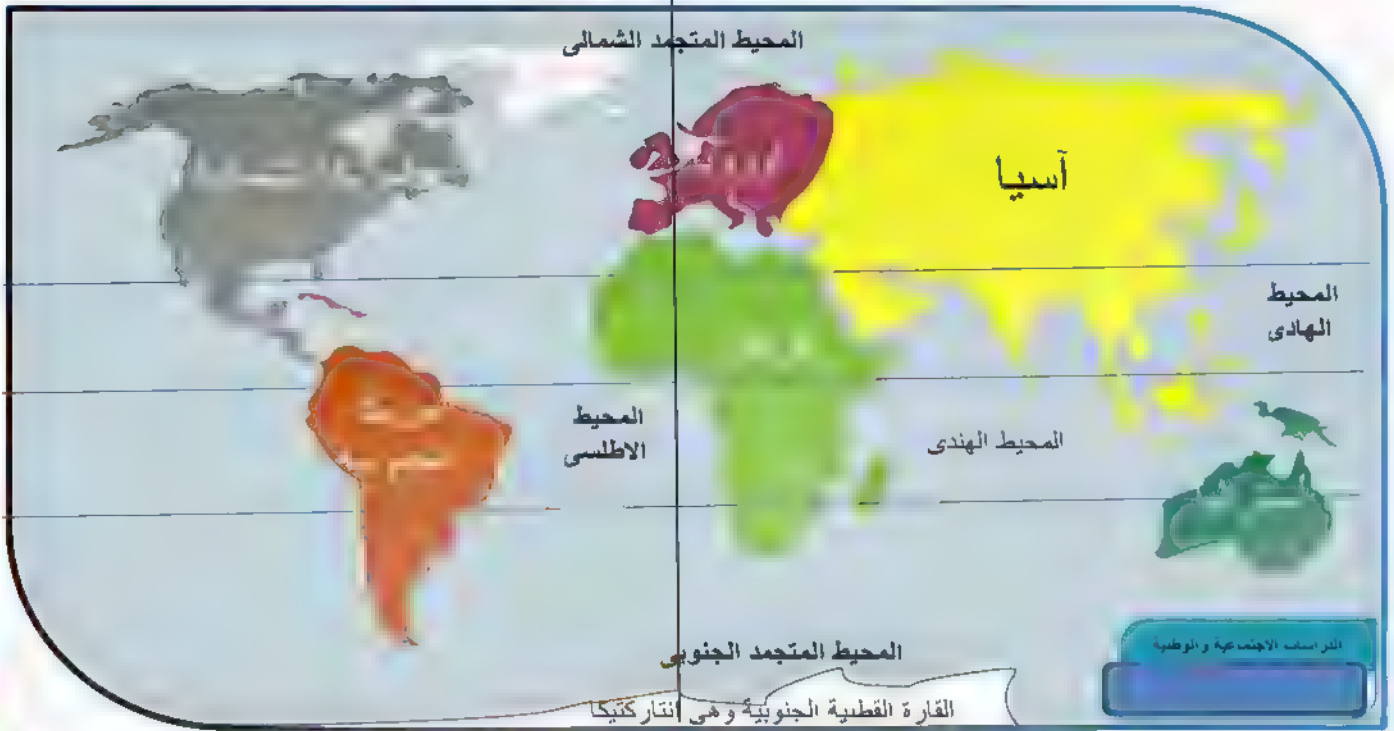 المحيط المتجمد الشمالى
آسيا
المحيط
الهادى
المحيط
الاطلسى
المحيط الهندى
المحيط المتجمد الجنوبى
القارة القطبية الجنوبية وهى انتاركتيكا
الدراسات الاجتماعية والوطنية